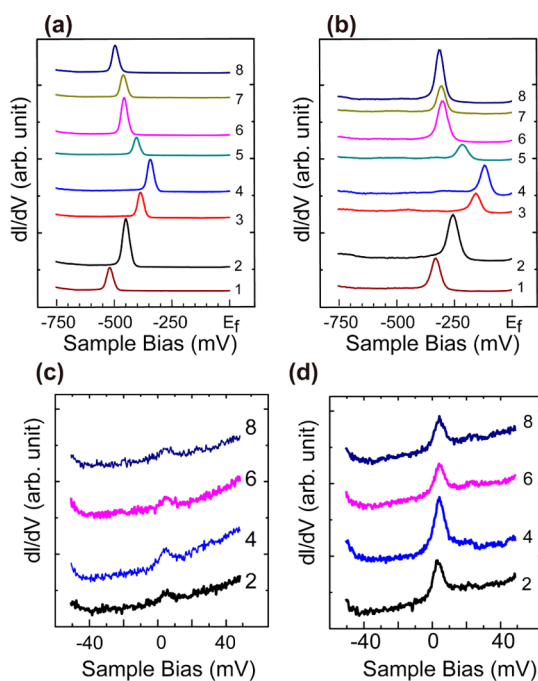 (a)
dI/dV (arb. unit)
8
7
6
5
4
3
2
1
-750 -500 -250 Ef
Sample Bias (mV)
(b)
dI/dV (arb. unit)
8
7
6
5
4
3
2
1
-750 -500 -250 Ef
Sample Bias (mV)
(c)
dI/dV (arb. unit)
8
6
4
2
-40 0 40
Sample Bias (mV)
(d)
dI/dV (arb. unit)
8
6
4
2
-40 0 40
Sample Bias (mV)